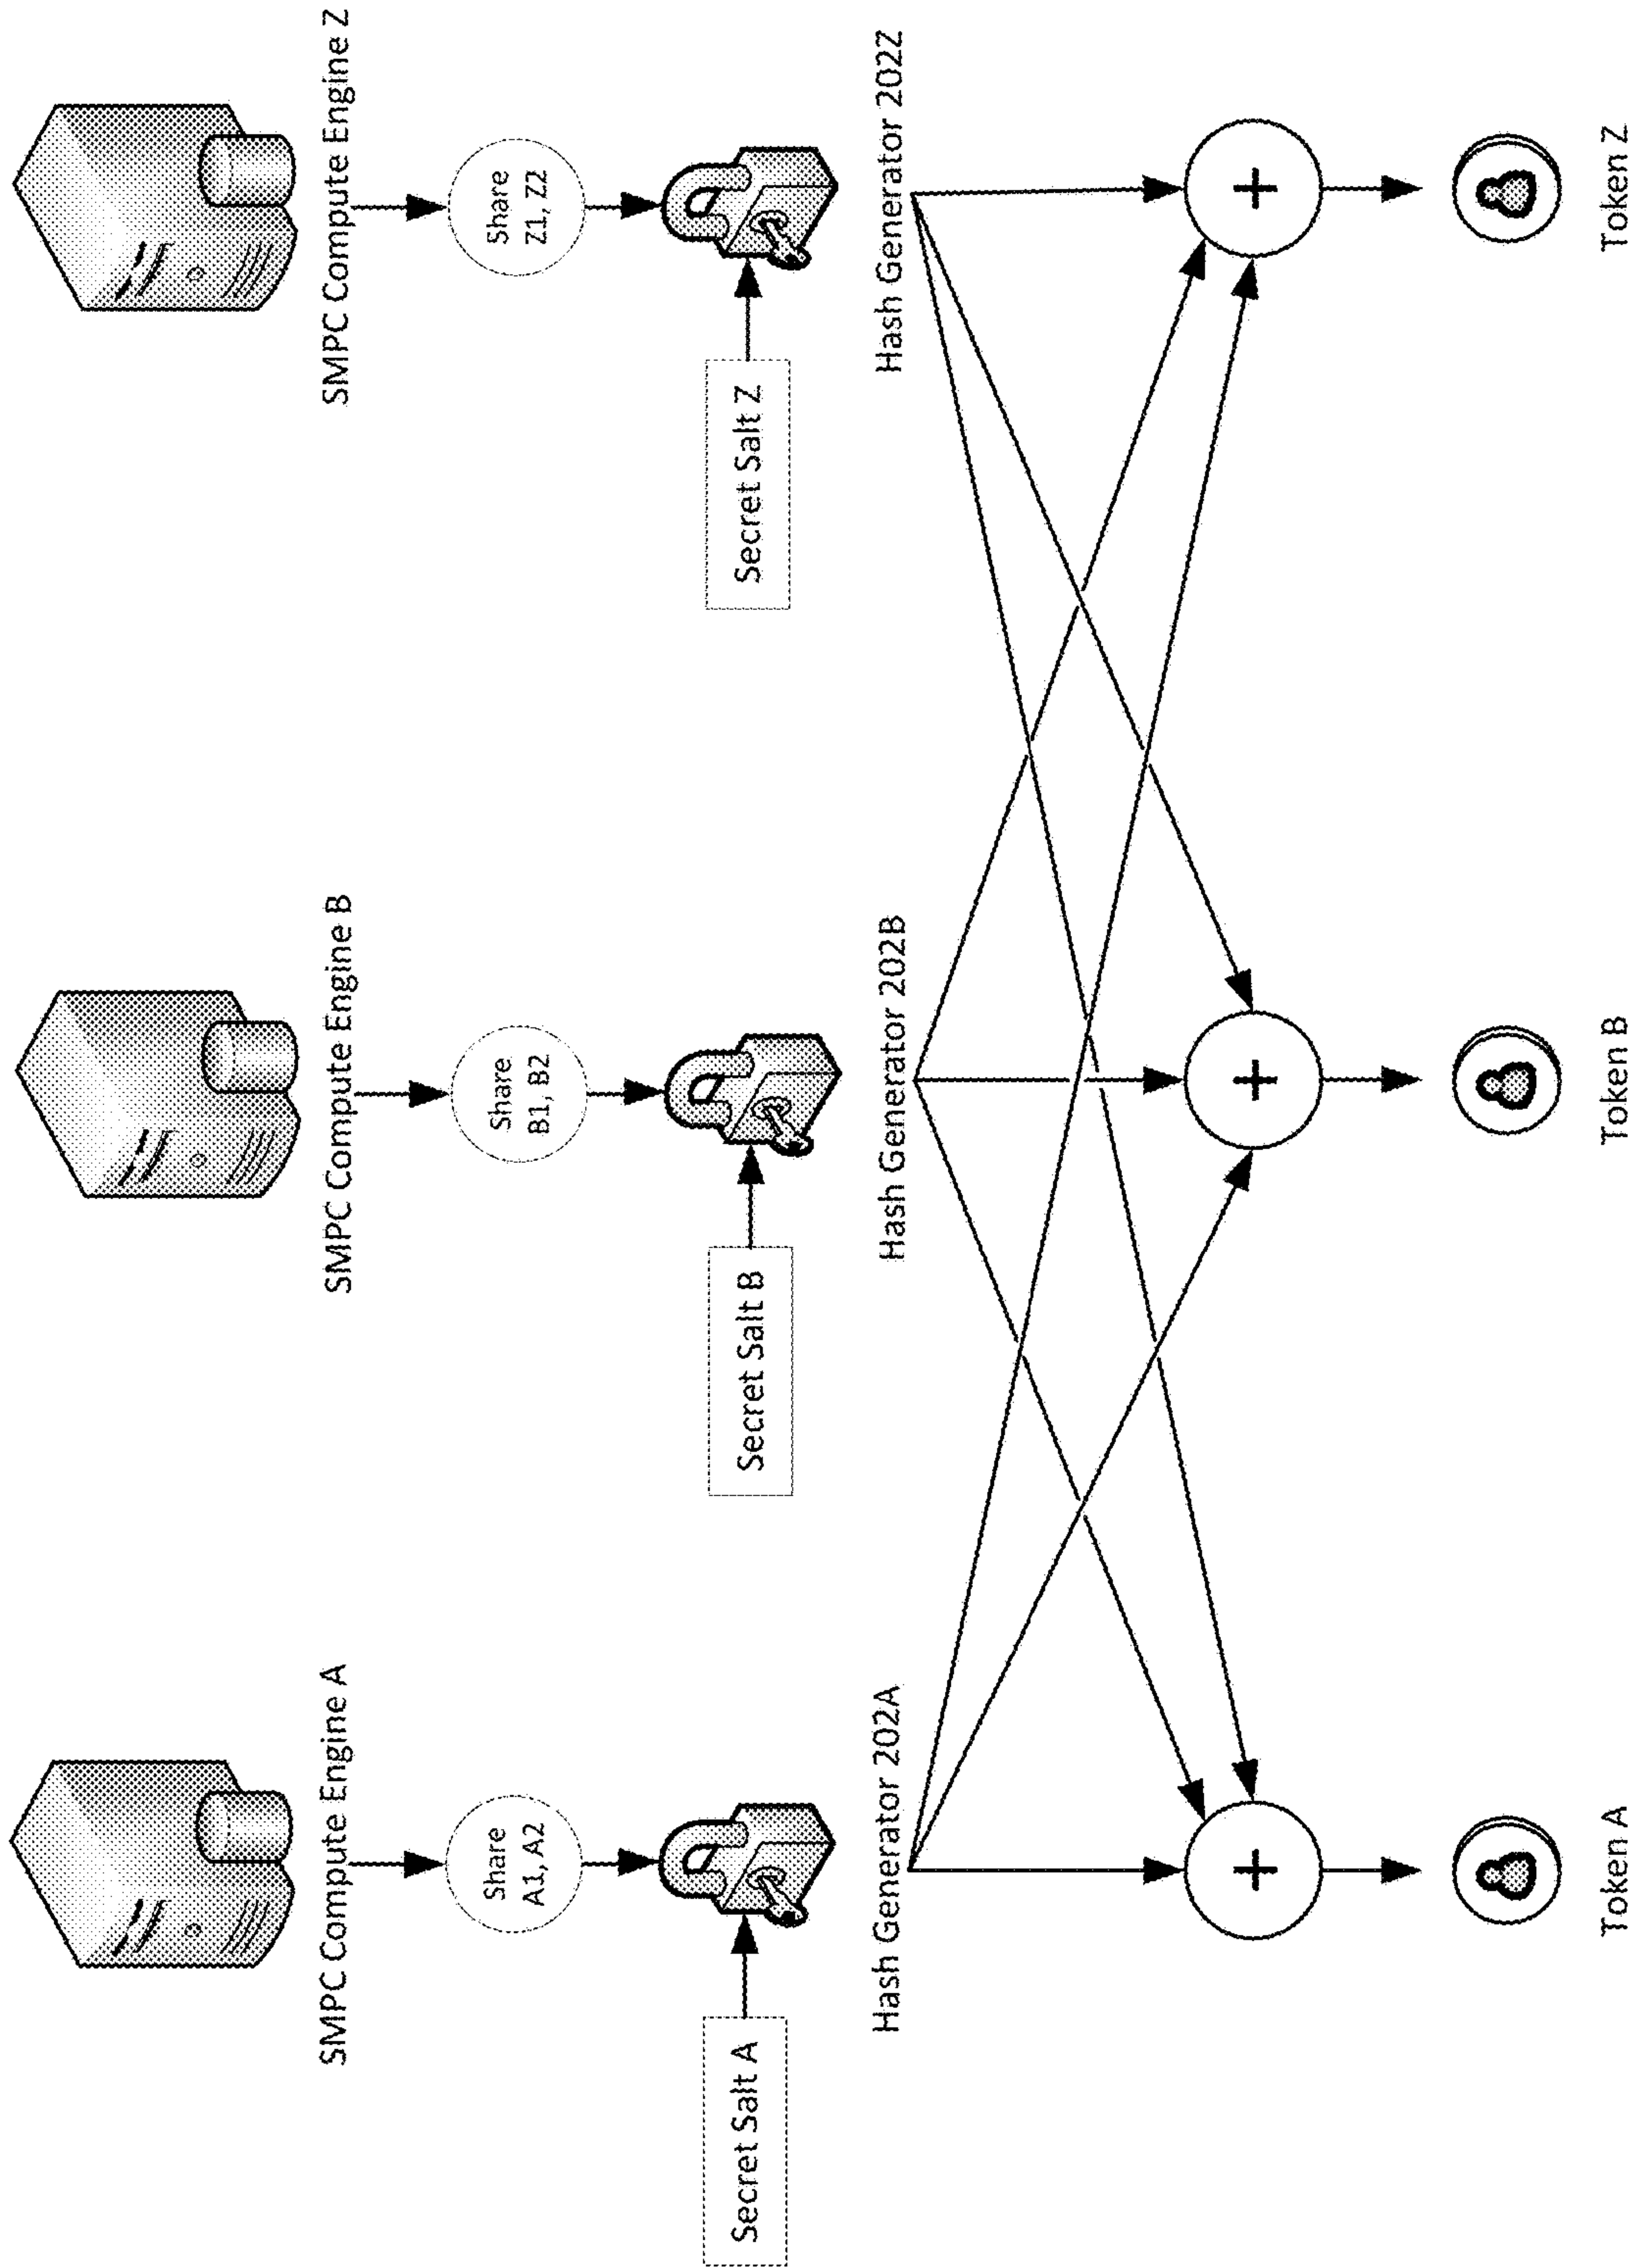 SMPC Compute Engine A
SMPC Compute Engine B
SMPC Compute Engine Z
Share
A1, A2
Share
B1, B2
Share
Z1, Z2
Secret Salt A
Secret Salt B
Secret Salt Z
Hash Generator 202A
Hash Generator 202B
Hash Generator 202Z
+
+
+
Token A
Token B
Token Z